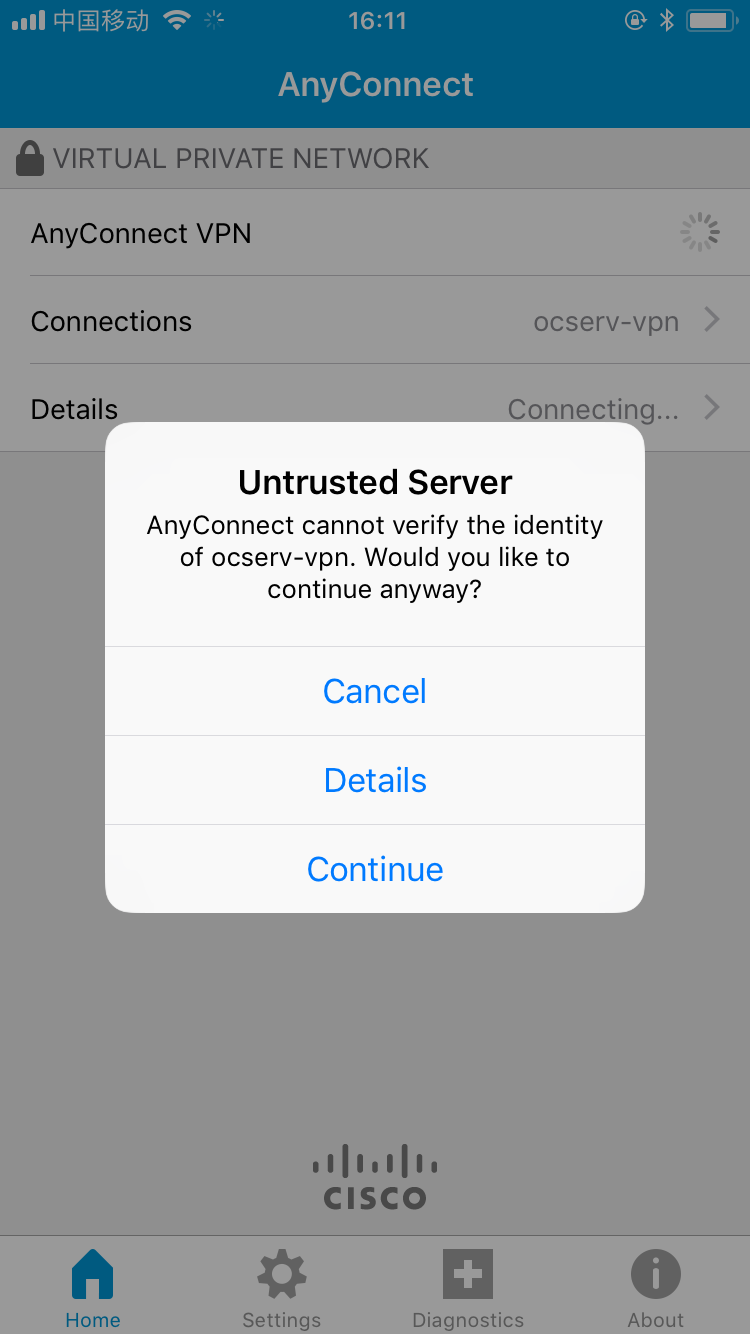 中国移动
16:11
AnyConnect
VIRTUAL PRIVATE NETWORK
AnyConnect VPN
Connections ocserv-vpn
Details Connecting...
Untrusted Server
AnyConnect cannot verify the identity
of ocserv-vpn. Would you like to
continue anyway?
Cancel
Details
Continue
CISCO
Home Settings Diagnostics About